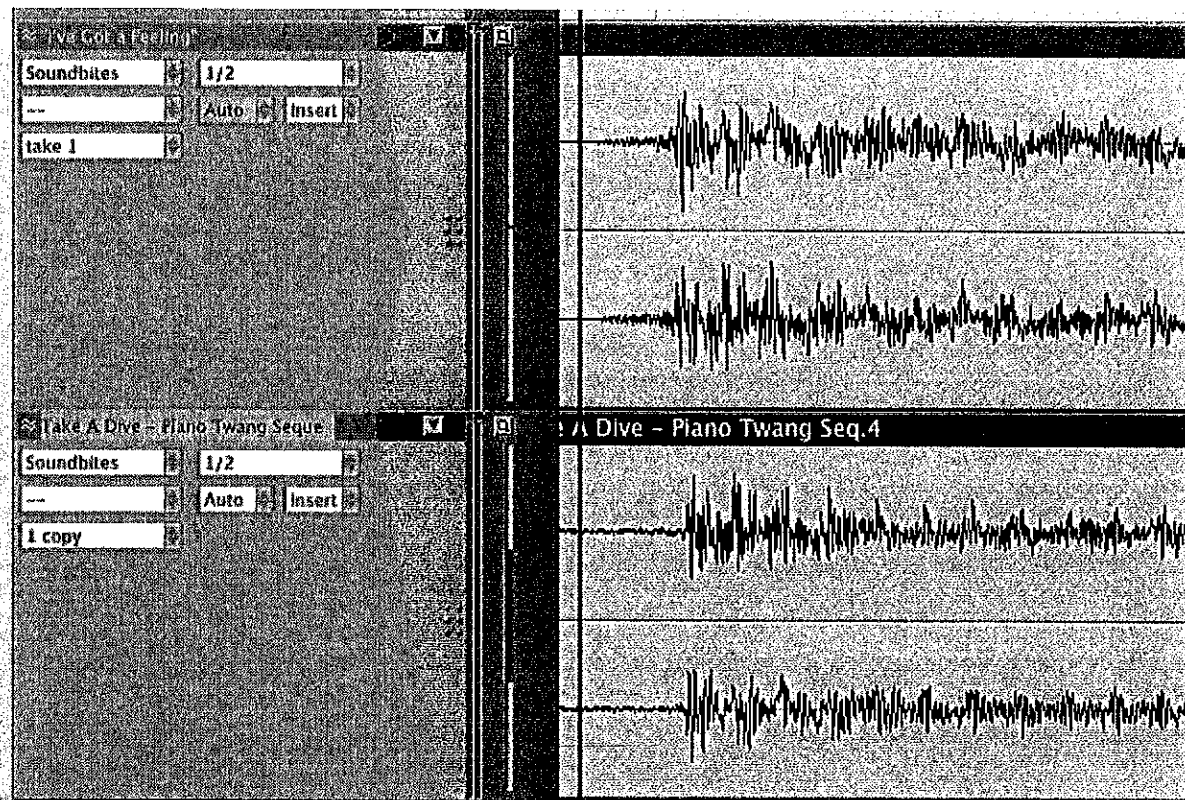 "I've Got a Feeling"
Soundbites 1/2
-- Auto Insert
take 1
Take A Dive – Piano Twang Seque
A Dive – Piano Twang Seq.4
Soundbites 1/2
-- Auto Insert
1 copy